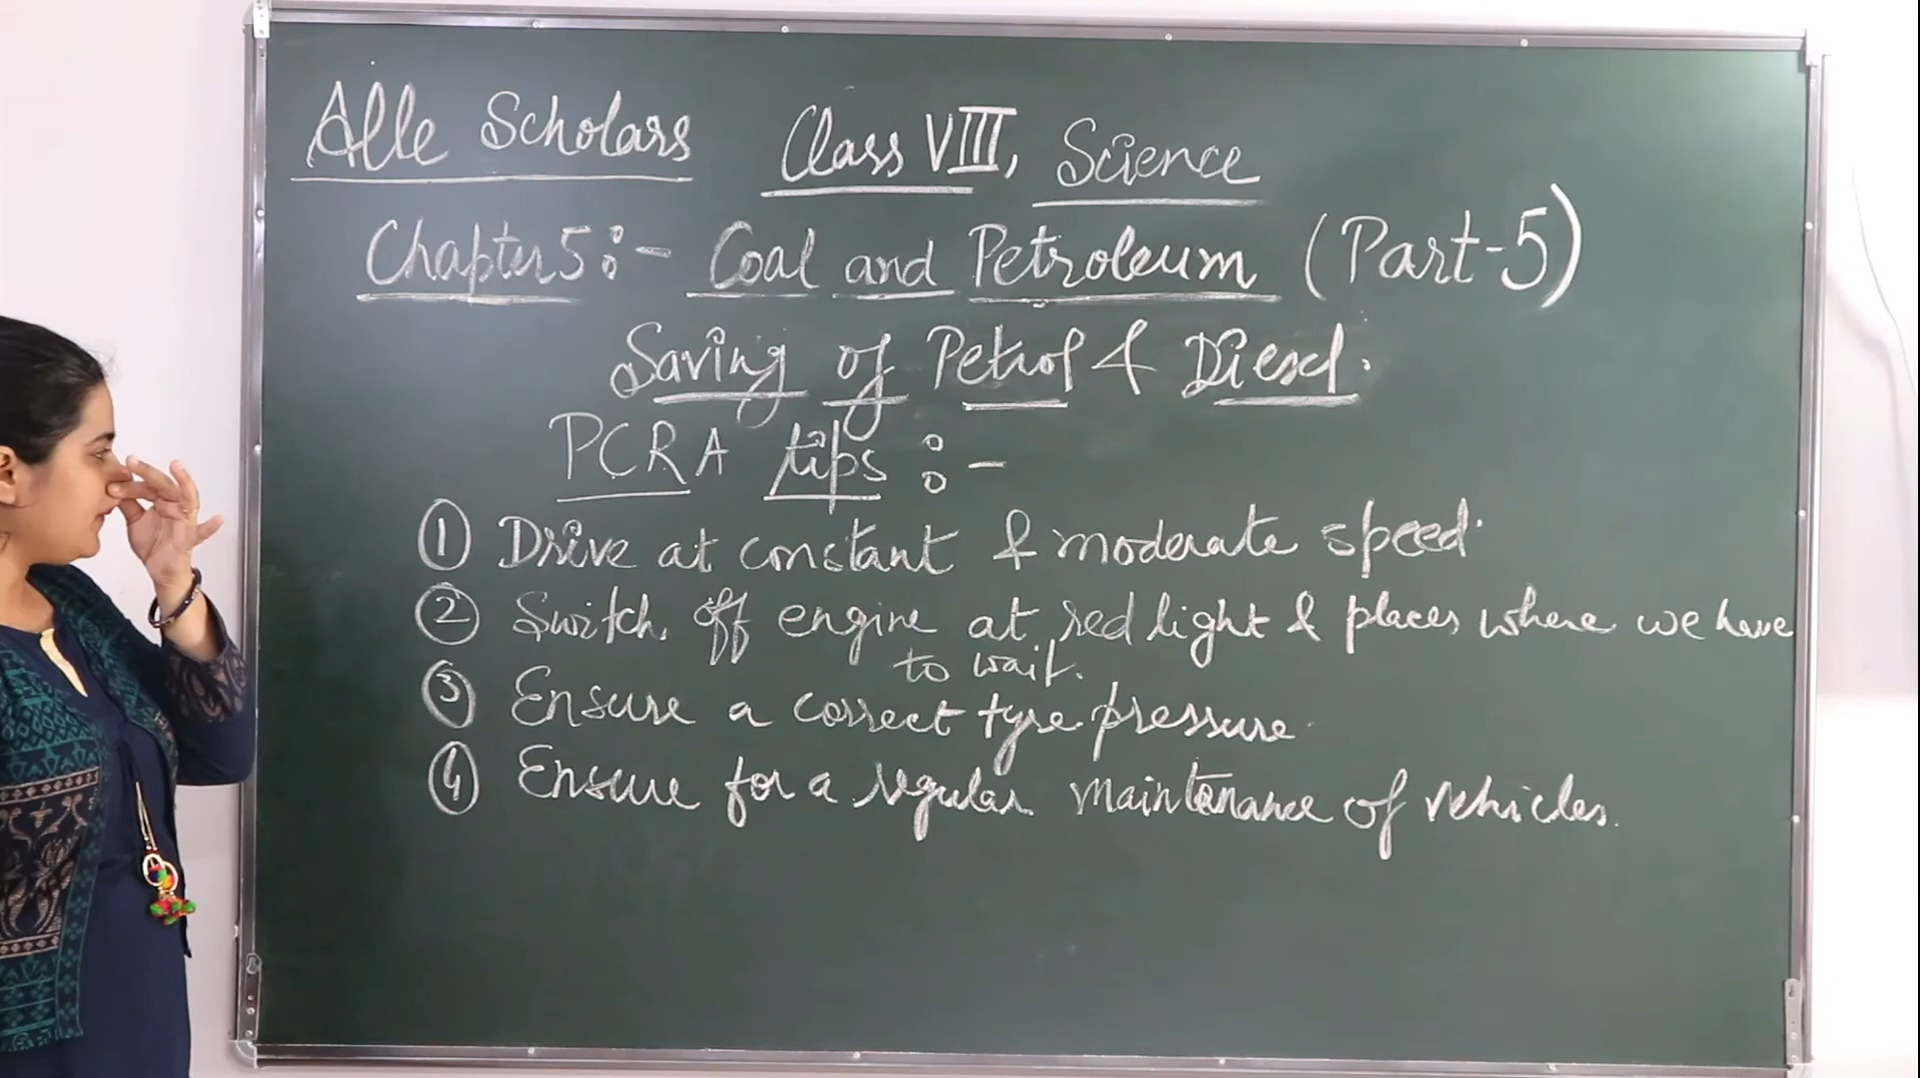 Alle Scholars Class VIII, Science
Chapter 5:- Coal and Petroleum (Part-5)
Saving of Petrol & Diesel.
PCRA tips :-
① Drive at constant & moderate speed.
② Switch off engine at red light & places where we have
to wait.
③ Ensure a correct tyre pressure.
④ Ensure for a regular maintenance of vehicles.